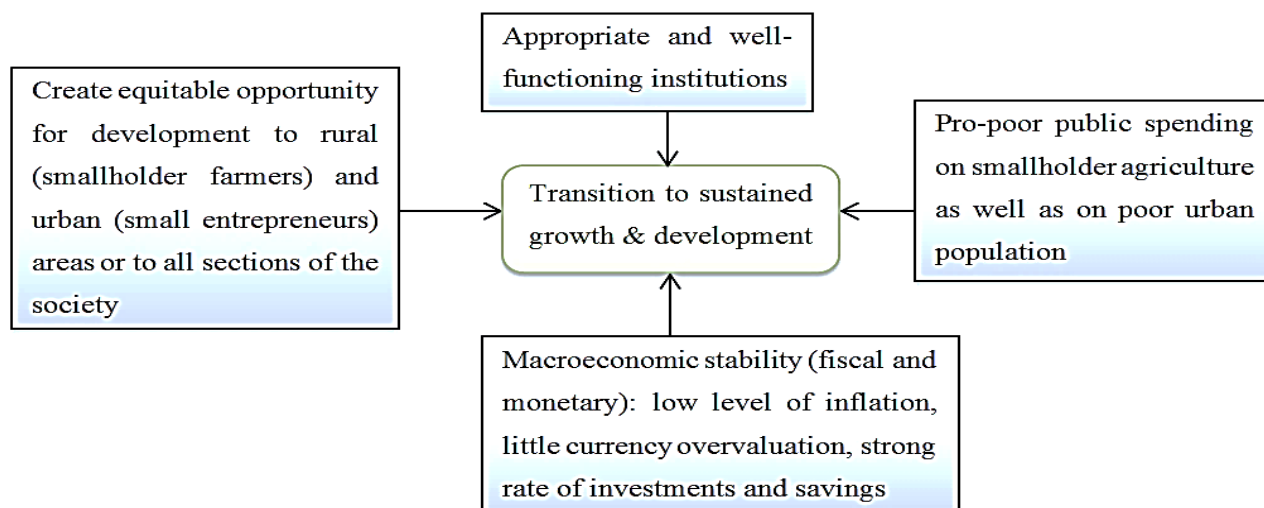 Appropriate and well-
functioning institutions
Create equitable opportunity
for development to rural
(smallholder farmers) and
urban (small entrepreneurs)
areas or to all sections of the
society
Transition to sustained
growth & development
Pro-poor public spending
on smallholder agriculture
as well as on poor urban
population
Macroeconomic stability (fiscal and
monetary): low level of inflation,
little currency overvaluation, strong
rate of investments and savings